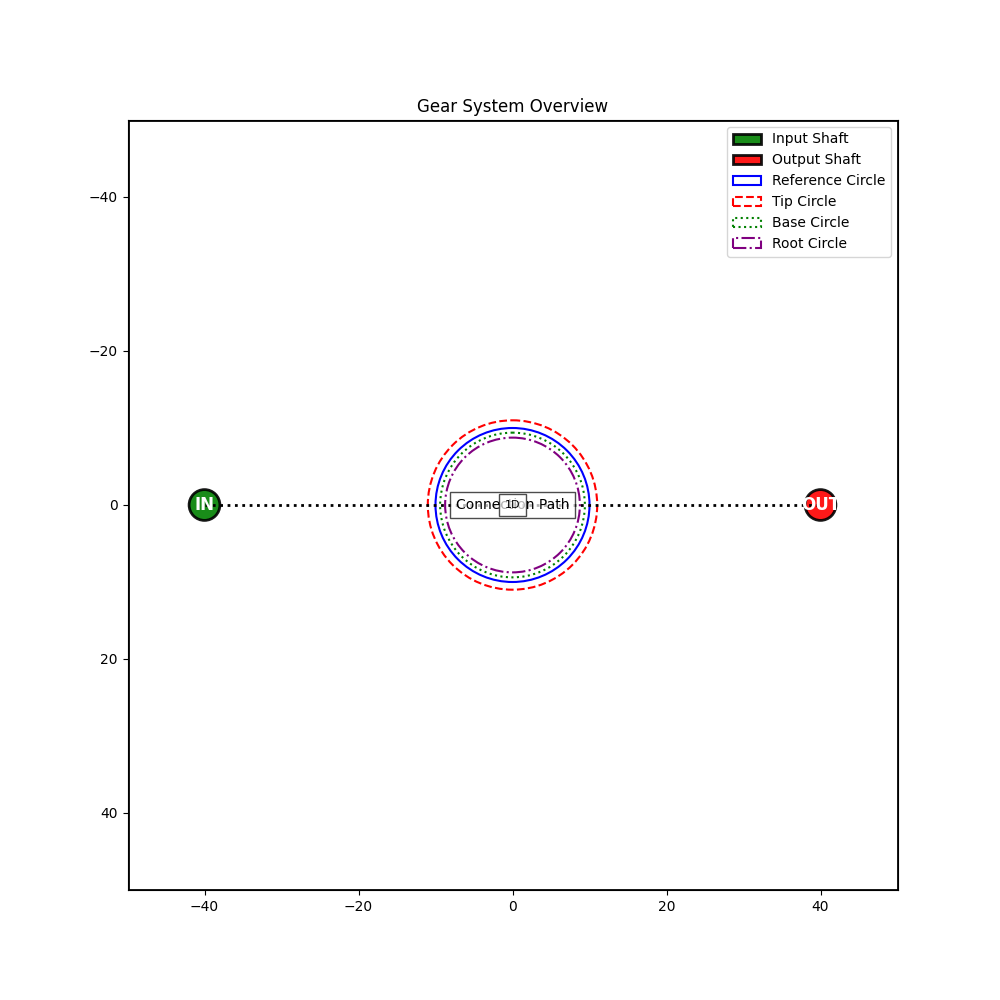 Gear System Overview
Input Shaft
Output Shaft
Reference Circle
Tip Circle
Base Circle
Root Circle
−40
−20
0
20
40
IN
Path
1D
OUT
−40
−20
0
20
40